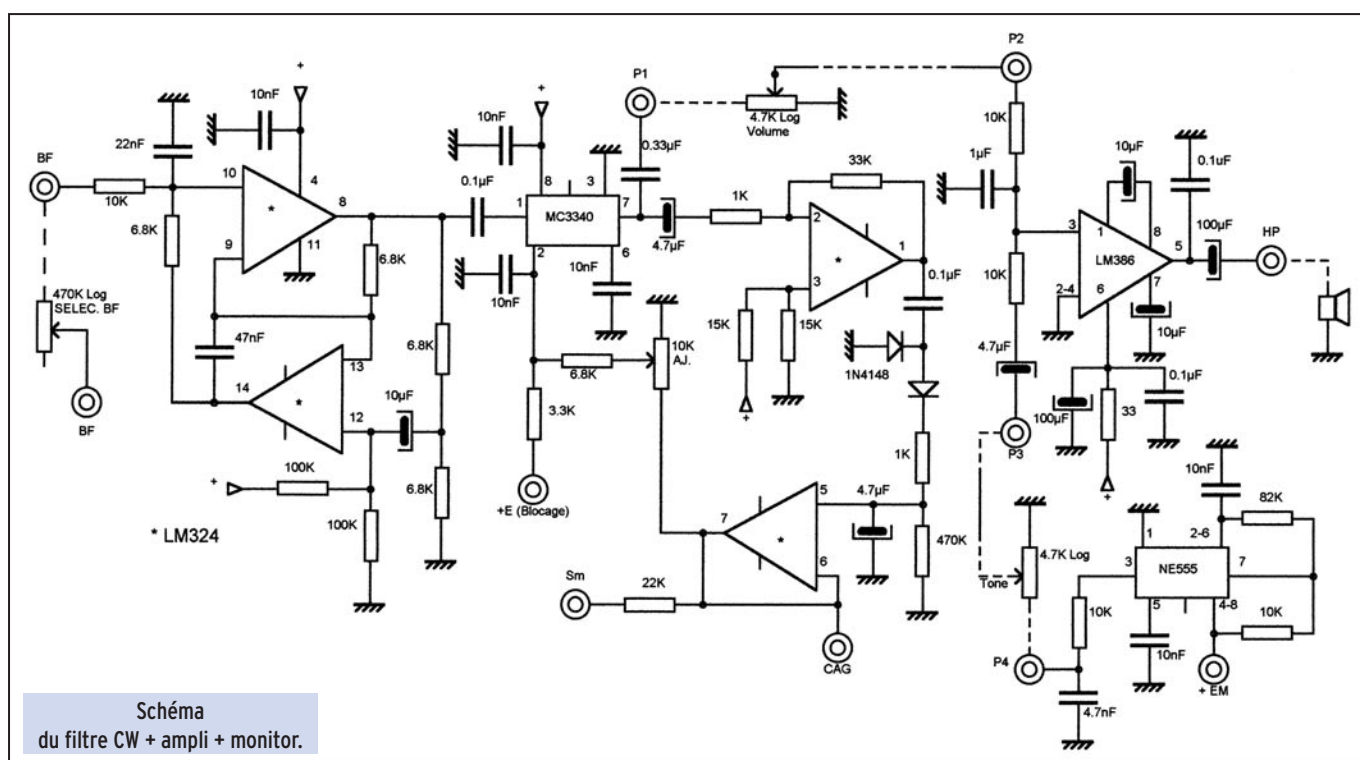 BF
10K
22nF
10nF
+
10
4
*
8
9
11
6.8K
6.8K
470K Log
SELEC. BF
BF
47nF
14
*
13
12
10µF
6.8K
6.8K
+
100K
100K
* LM324
0.1µF
10nF
+
8
3
1
MC3340
7
2
6
10nF
10nF
3.3K
+E (Blocage)
6.8K
10K
AJ.
P1
0.33µF
4.7µF
1K
33K
2
3
*
1
15K
15K
+
0.1µF
1N4148
1K
470K
4.7µF
5
6
*
7
Sm
22K
CAG
4.7K Log
Volume
P2
10K
1µF
10K
4.7µF
P3
3
1
10µF
8
LM386
5
7
2-4
6
10µF
0.1uF
100µF
HP
100µF
33
0.1µF
+
Tone
4.7K Log
P4
10K
4.7nF
10nF
82K
1
2-6
3
NE555
7
5
4-8
10K
10nF
+ EM
Schéma
du filtre CW + ampli + monitor.